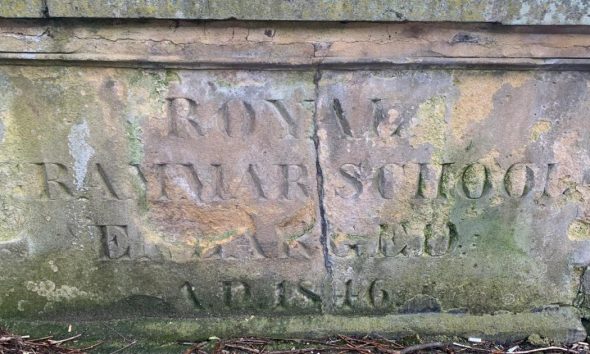 ROYAL
GRAMMAR SCHOOL
ENLARGED.
A.D. 1846.